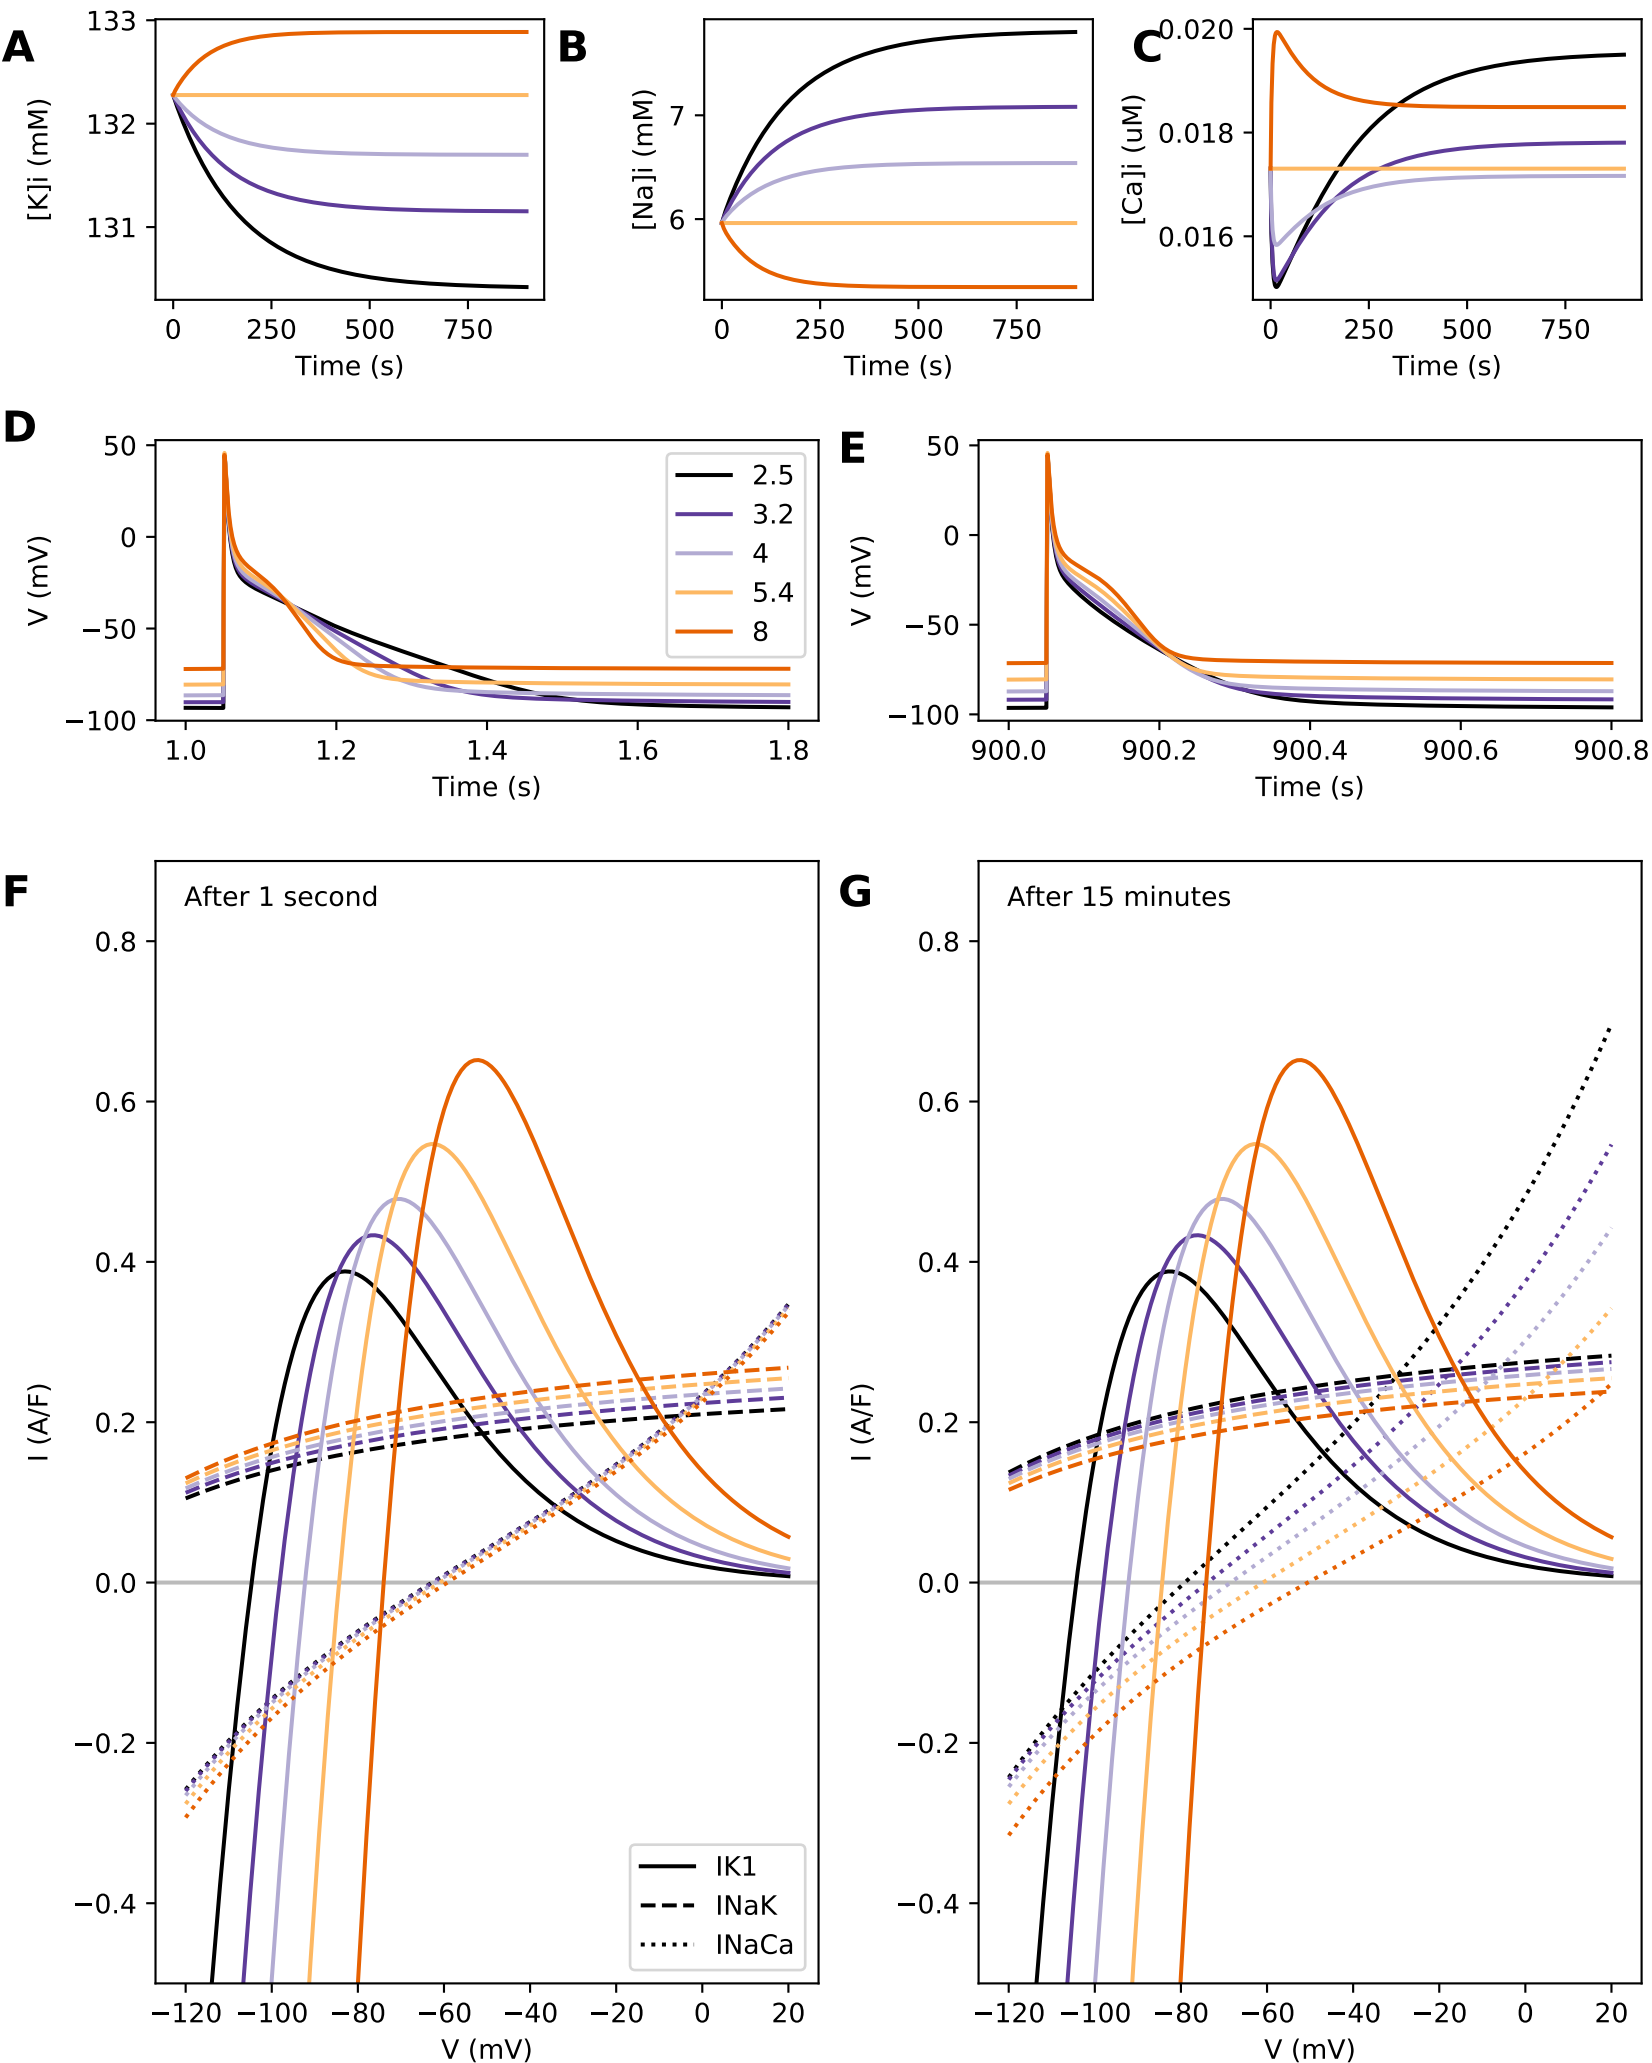 A
[K]i (mM)
133
132
131
0 250 500 750
Time (s)
B
[Na]i (mM)
7
6
0 250 500 750
Time (s)
C
[Ca]i (uM)
0.020
0.018
0.016
0 250 500 750
Time (s)
D
V (mV)
50
0
−50
−100
1.0 1.2 1.4 1.6 1.8
Time (s)
2.5
3.2
4
5.4
8
E
V (mV)
50
0
−50
−100
900.0 900.2 900.4 900.6 900.8
Time (s)
F
After 1 second
I (A/F)
0.8
0.6
0.4
0.2
0.0
−0.2
−0.4
−120 −100 −80 −60 −40 −20 0 20
V (mV)
IK1
INaK
INaCa
G
After 15 minutes
I (A/F)
0.8
0.6
0.4
0.2
0.0
−0.2
−0.4
−120 −100 −80 −60 −40 −20 0 20
V (mV)